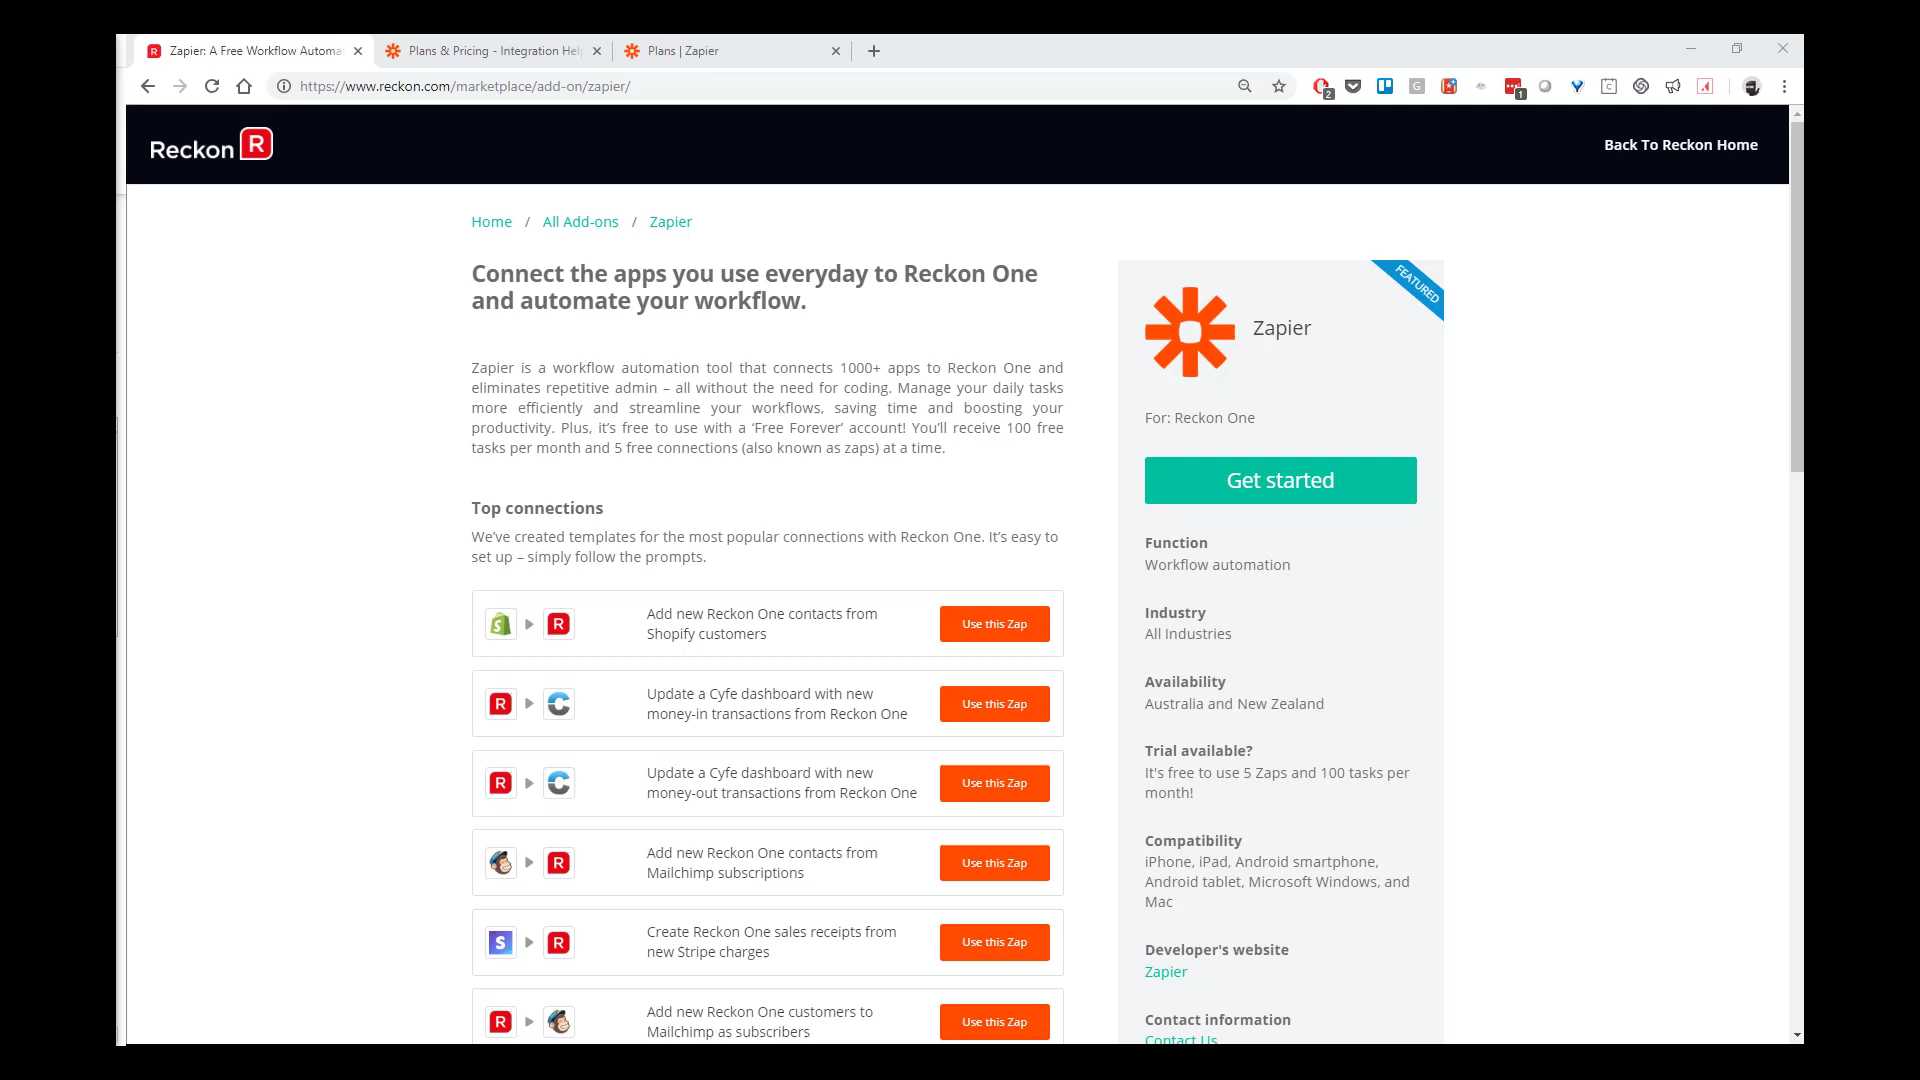 Zapier: A Free Workflow Automa
Plans & Pricing - Integration Hel
Plans | Zapier
https://www.reckon.com/marketplace/add-on/zapier/
2
1
Reckon R
Back To Reckon Home
Home / All Add-ons / Zapier
Connect the apps you use everyday to Reckon One
and automate your workflow.
Zapier is a workflow automation tool that connects 1000+ apps to Reckon One and
eliminates repetitive admin – all without the need for coding. Manage your daily tasks
more efficiently and streamline your workflows, saving time and boosting your
productivity. Plus, it’s free to use with a ‘Free Forever’ account! You’ll receive 100 free
tasks per month and 5 free connections (also known as zaps) at a time.
Top connections
We’ve created templates for the most popular connections with Reckon One. It’s easy to
set up – simply follow the prompts.
Add new Reckon One contacts from
Shopify customers
Use this Zap
Update a Cyfe dashboard with new
money-in transactions from Reckon One
Use this Zap
Update a Cyfe dashboard with new
money-out transactions from Reckon One
Use this Zap
Add new Reckon One contacts from
Mailchimp subscriptions
Use this Zap
Create Reckon One sales receipts from
new Stripe charges
Use this Zap
Add new Reckon One customers to
Mailchimp as subscribers
Use this Zap
FEATURED
Zapier
For: Reckon One
Get started
Function
Workflow automation
Industry
All Industries
Availability
Australia and New Zealand
Trial available?
It's free to use 5 Zaps and 100 tasks per
month!
Compatibility
iPhone, iPad, Android smartphone,
Android tablet, Microsoft Windows, and
Mac
Developer's website
Zapier
Contact information
Contact Us